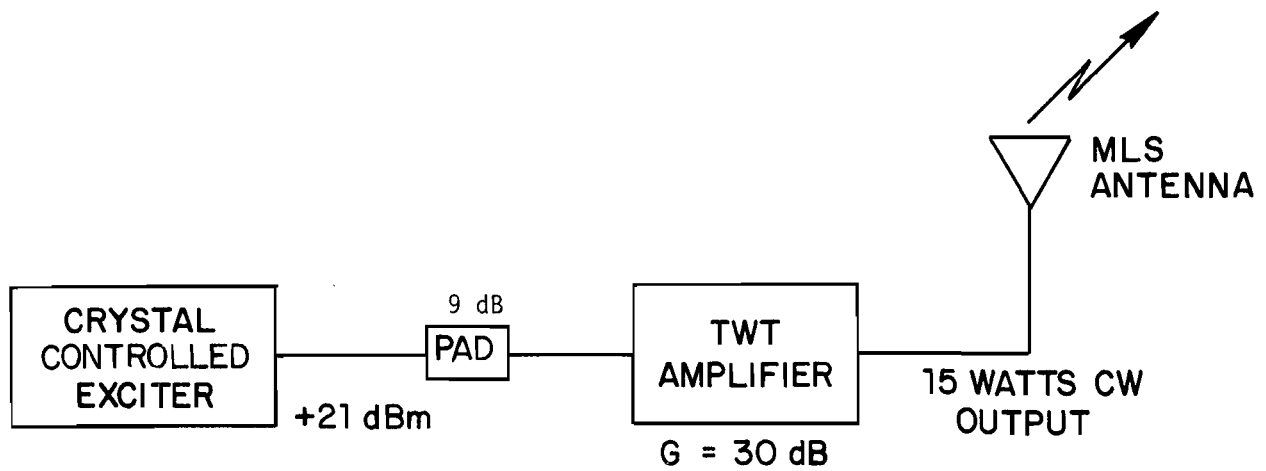 MLS
ANTENNA
CRYSTAL
CONTROLLED
EXCITER
+21 dBm
9 dB
PAD
TWT
AMPLIFIER
G = 30 dB
15 WATTS CW
OUTPUT